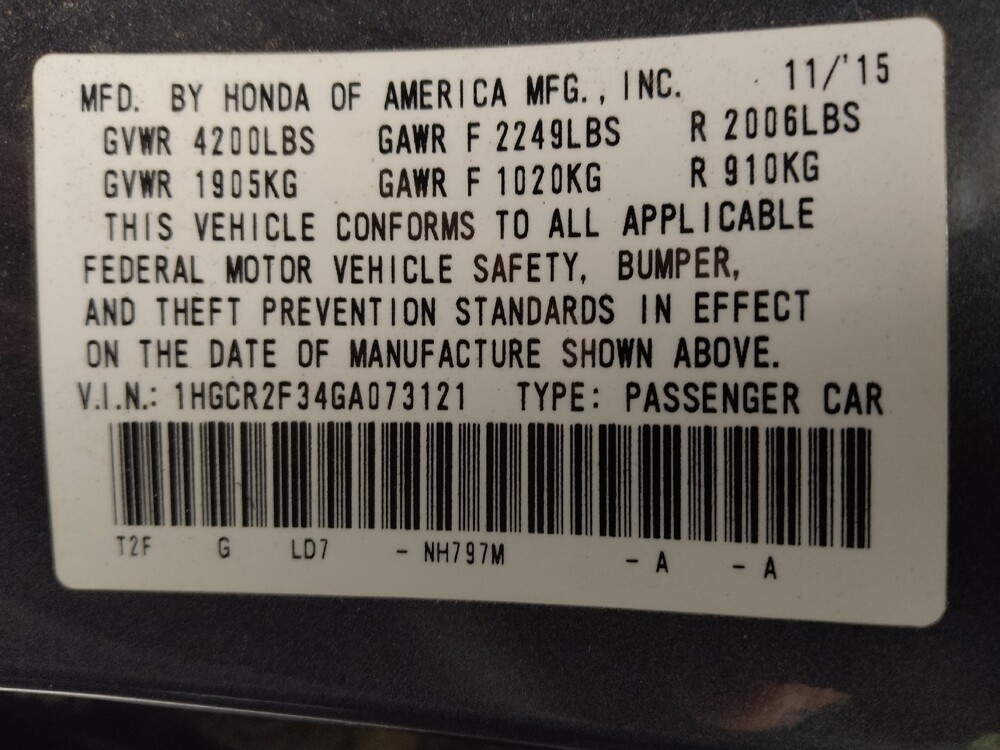 MFD. BY HONDA OF AMERICA MFG., INC. 11/'15
GVWR 4200LBS GAWR F 2249LBS R 2006LBS
GVWR 1905KG GAWR F 1020KG R 910KG
THIS VEHICLE CONFORMS TO ALL APPLICABLE
FEDERAL MOTOR VEHICLE SAFETY, BUMPER,
AND THEFT PREVENTION STANDARDS IN EFFECT
ON THE DATE OF MANUFACTURE SHOWN ABOVE.
V.I.N.: 1HGCR2F34GA073121 TYPE: PASSENGER CAR
T2F G LD7 - NH797M - A - A